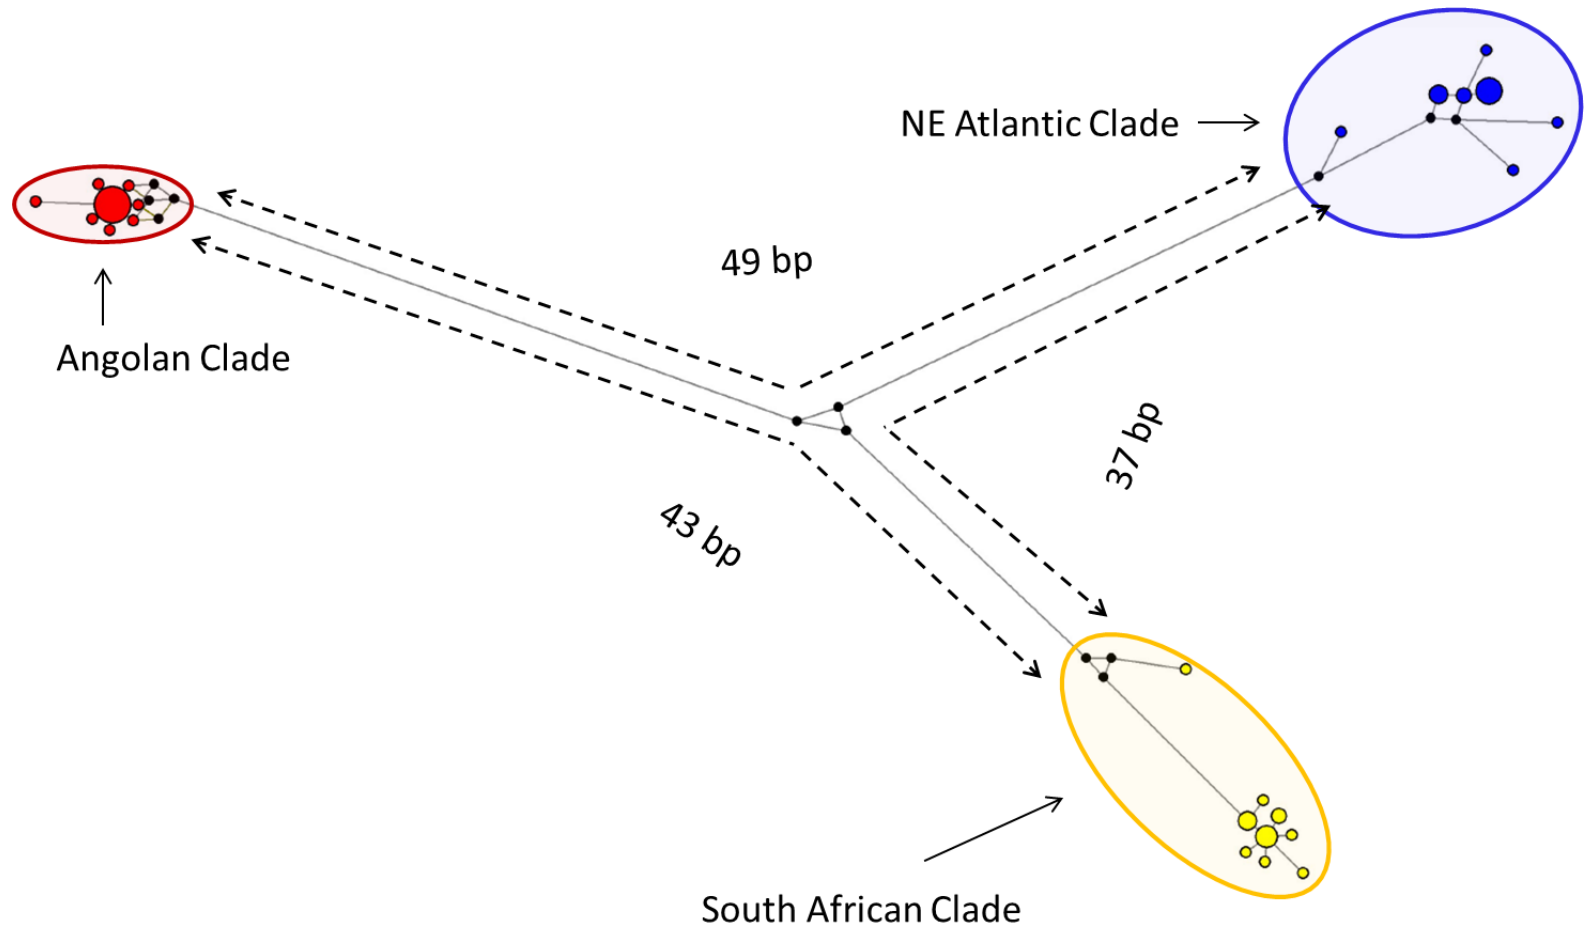 NE Atlantic Clade
49 bp
Angolan Clade
37 bp
43 bp
South African Clade